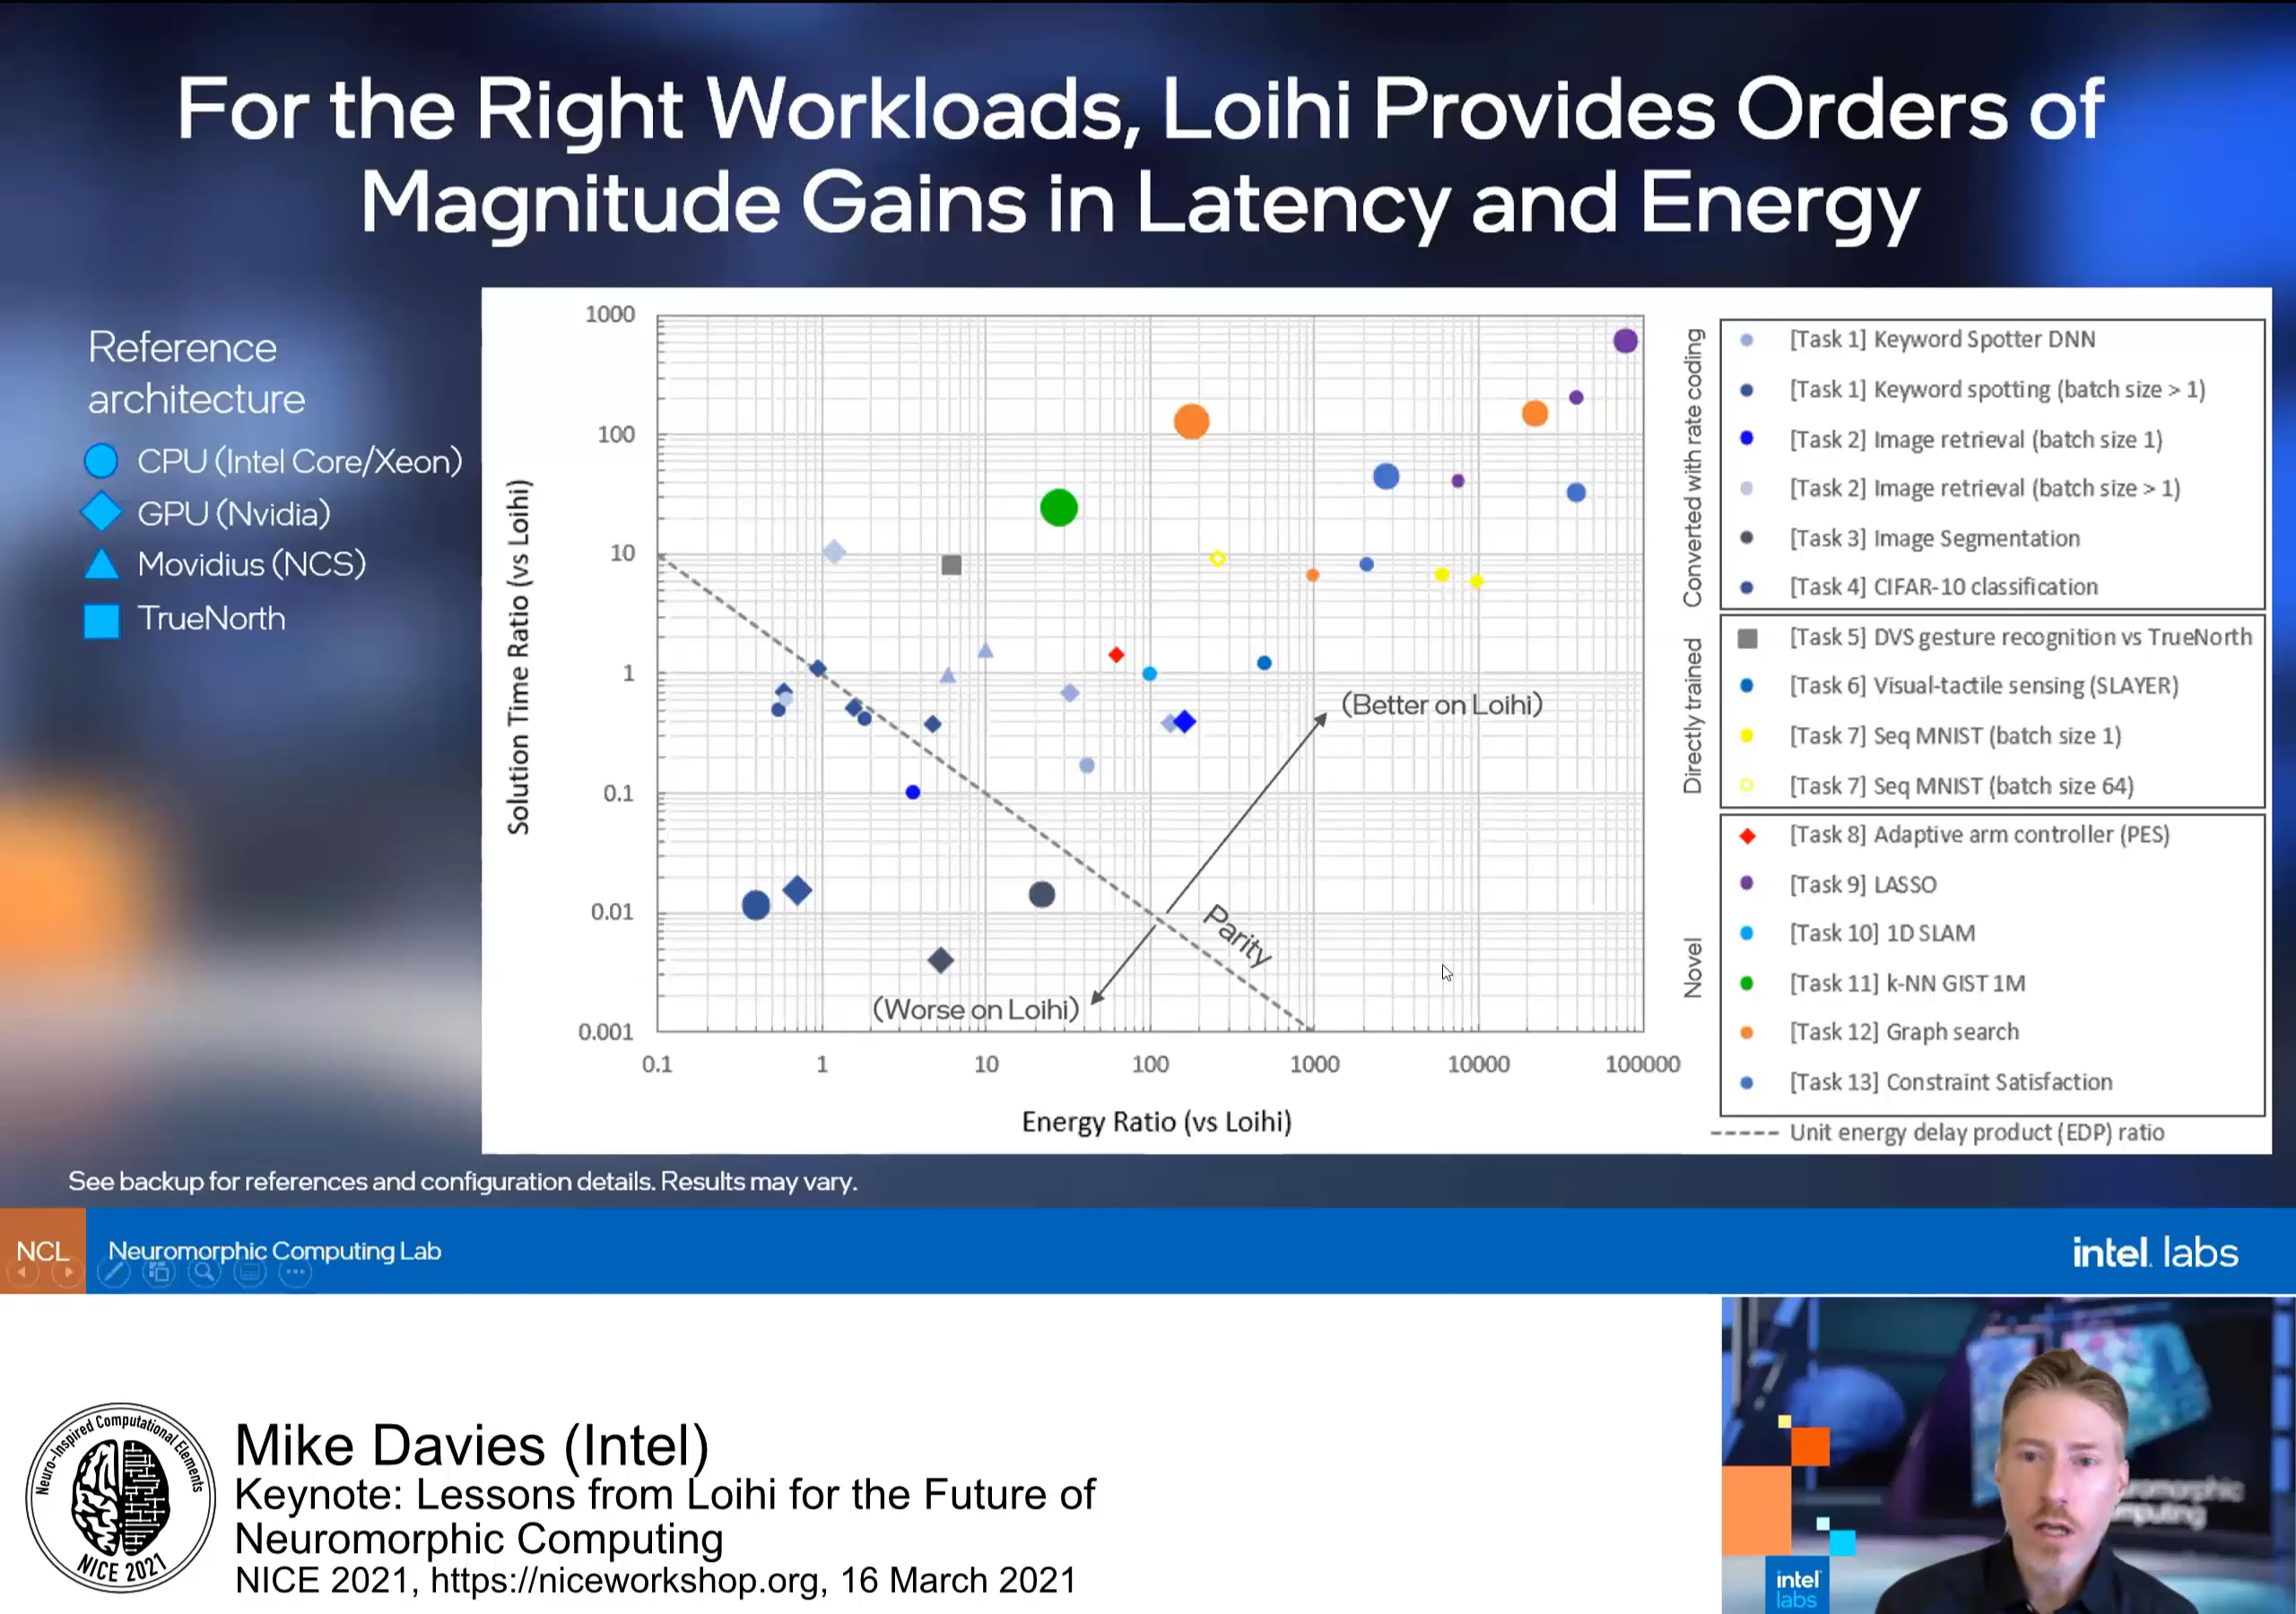 For the Right Workloads, Loihi Provides Orders of
Magnitude Gains in Latency and Energy
Reference
architecture
CPU (Intel Core/Xeon)
GPU (Nvidia)
Movidius (NCS)
TrueNorth
Solution Time Ratio (vs Loihi)
1000
100
10
1
0.1
0.01
0.001
0.1
1
10
100
1000
10000
100000
Energy Ratio (vs Loihi)
(Better on Loihi)
Parity
(Worse on Loihi)
Converted with rate coding
[Task 1] Keyword Spotter DNN
[Task 1] Keyword spotting (batch size > 1)
[Task 2] Image retrieval (batch size 1)
[Task 2] Image retrieval (batch size > 1)
[Task 3] Image Segmentation
[Task 4] CIFAR-10 classification
Directly trained
[Task 5] DVS gesture recognition vs TrueNorth
[Task 6] Visual-tactile sensing (SLAYER)
[Task 7] Seq MNIST (batch size 1)
[Task 7] Seq MNIST (batch size 64)
Novel
[Task 8] Adaptive arm controller (PES)
[Task 9] LASSO
[Task 10] 1D SLAM
[Task 11] k-NN GIST 1M
[Task 12] Graph search
[Task 13] Constraint Satisfaction
Unit energy delay product (EDP) ratio
See backup for references and configuration details. Results may vary.
NCL
Neuromorphic Computing Lab
intel labs
Neuro-Inspired Computational Elements
NICE 2021
Mike Davies (Intel)
Keynote: Lessons from Loihi for the Future of
Neuromorphic Computing
NICE 2021, https://niceworkshop.org, 16 March 2021
intel
labs